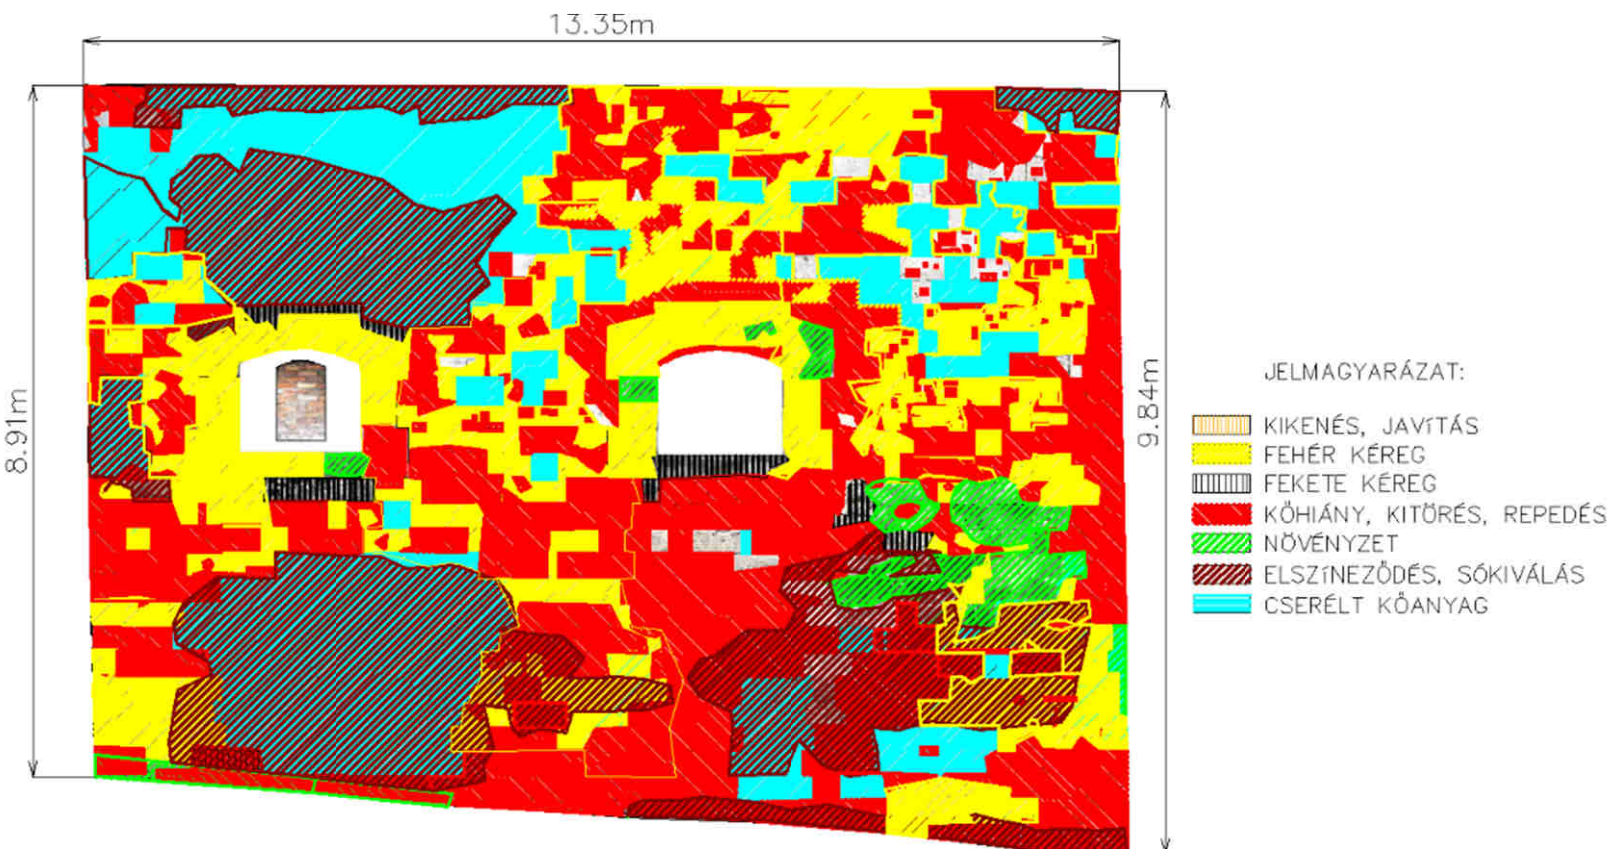 13.35m
8.91m
9.84m
JELMAGYARÁZAT:
KIKENÉS, JAVíTÁS
FEHÉR KÉREG
FEKETE KÉREG
KŐHIÁNY, KITÖRÉS, REPEDÉS
NÖVÉNYZET
ELSZíNEZŐDÉS, SÓKIVÁLÁS
CSERÉLT KŐANYAG